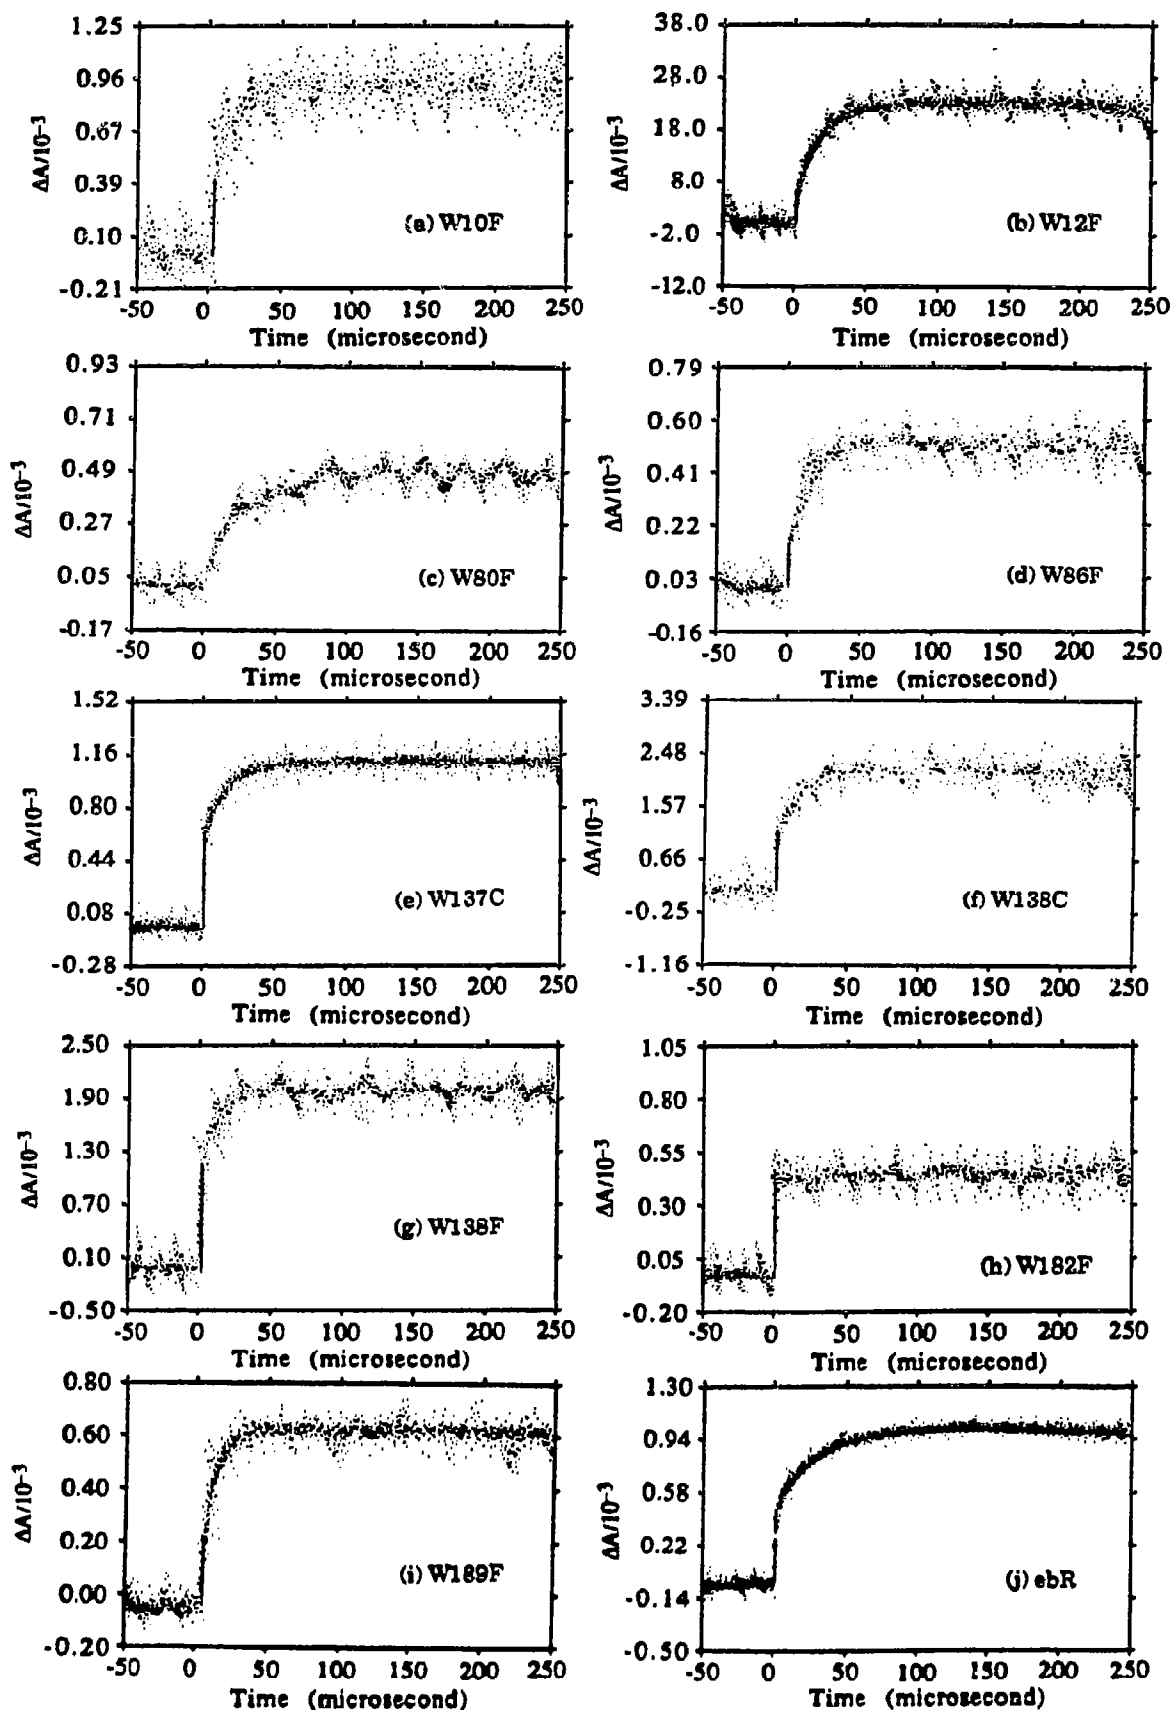 1.25
0.96
0.67
0.39
0.10
-0.21
ΔA/10⁻³
(a) W10F
-50 0 50 100 150 200 250
Time (microsecond)
38.0
28.0
18.0
8.0
-2.0
-12.0
ΔA/10⁻³
(b) W12F
-50 0 50 100 150 200 250
Time (microsecond)
0.93
0.71
0.49
0.27
0.05
-0.17
ΔA/10⁻³
(c) W80F
-50 0 50 100 150 200 250
Time (microsecond)
0.79
0.60
0.41
0.22
0.03
-0.16
ΔA/10⁻³
(d) W86F
-50 0 50 100 150 200 250
Time (microsecond)
1.52
1.16
0.80
0.44
0.08
-0.28
ΔA/10⁻³
(e) W137C
-50 0 50 100 150 200 250
Time (microsecond)
3.39
2.48
1.57
0.66
-0.25
-1.16
ΔA/10⁻³
(f) W138C
-50 0 50 100 150 200 250
Time (microsecond)
2.50
1.90
1.30
0.70
0.10
-0.50
ΔA/10⁻³
(g) W138F
-50 0 50 100 150 200 250
Time (microsecond)
1.05
0.80
0.55
0.30
0.05
-0.20
ΔA/10⁻³
(h) W182F
-50 0 50 100 150 200 250
Time (microsecond)
0.80
0.60
0.40
0.20
0.00
-0.20
ΔA/10⁻³
(i) W189F
-50 0 50 100 150 200 250
Time (microsecond)
1.30
0.94
0.58
0.22
-0.14
-0.50
ΔA/10⁻³
(j) ebR
-50 0 50 100 150 200 250
Time (microsecond)